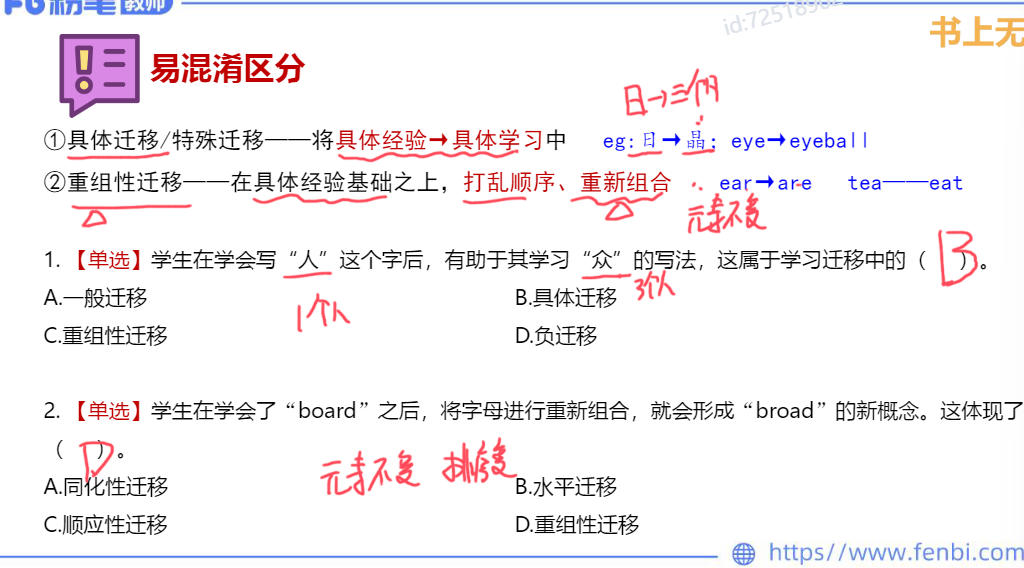 粉笔教师
书上无
易混淆区分
日→三个日
①具体迁移/特殊迁移——将具体经验→具体学习中 eg:日→晶；eye→eyeball
②重组性迁移——在具体经验基础之上，打乱顺序、重新组合 ear→are tea——eat
元素不变
1. 【单选】学生在学会写“人”这个字后，有助于其学习“众”的写法，这属于学习迁移中的（ B ）。
A.一般迁移 B.具体迁移
1个人 3个人
C.重组性迁移 D.负迁移
2. 【单选】学生在学会了“board”之后，将字母进行重新组合，就会形成“broad”的新概念。这体现了
（ D ）。
元素不变
A.同化性迁移 B.水平迁移
C.顺应性迁移 D.重组性迁移
https//www.fenbi.com